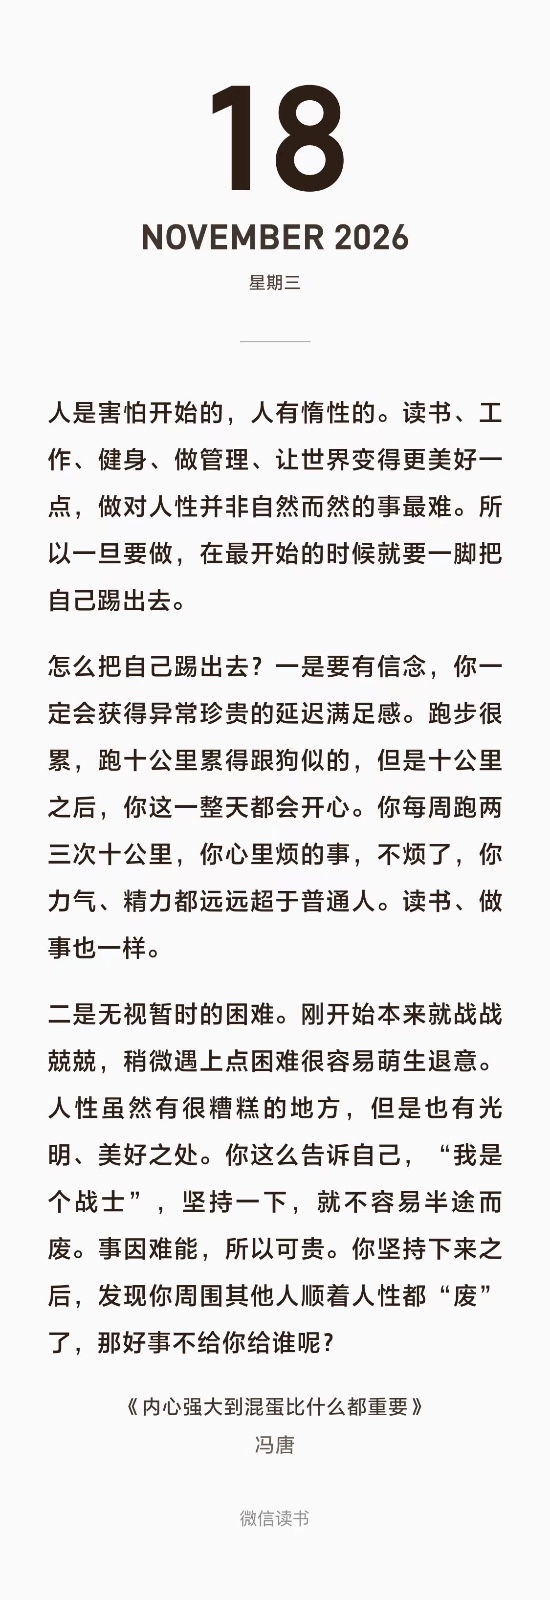 18
NOVEMBER 2026
星期三
人是害怕开始的，人有惰性的。读书、工
作、健身、做管理、让世界变得更美好一
点，做对人性并非自然而然的事最难。所
以一旦要做，在最开始的时候就要一脚把
自己踢出去。
怎么把自己踢出去？一是要有信念，你一
定会获得异常珍贵的延迟满足感。跑步很
累，跑十公里累得跟狗似的，但是十公里
之后，你这一整天都会开心。你每周跑两
三次十公里，你心里烦的事，不烦了，你
力气、精力都远远超于普通人。读书、做
事也一样。
二是无视暂时的困难。刚开始本来就战战
兢兢，稍微遇上点困难很容易萌生退意。
人性虽然有很糟糕的地方，但是也有光
明、美好之处。你这么告诉自己，“我是
个战士”，坚持一下，就不容易半途而
废。事因难能，所以可贵。你坚持下来之
后，发现你周围其他人顺着人性都“废”
了，那好事不给你给谁呢？
《内心强大到混蛋比什么都重要》
冯唐
微信读书